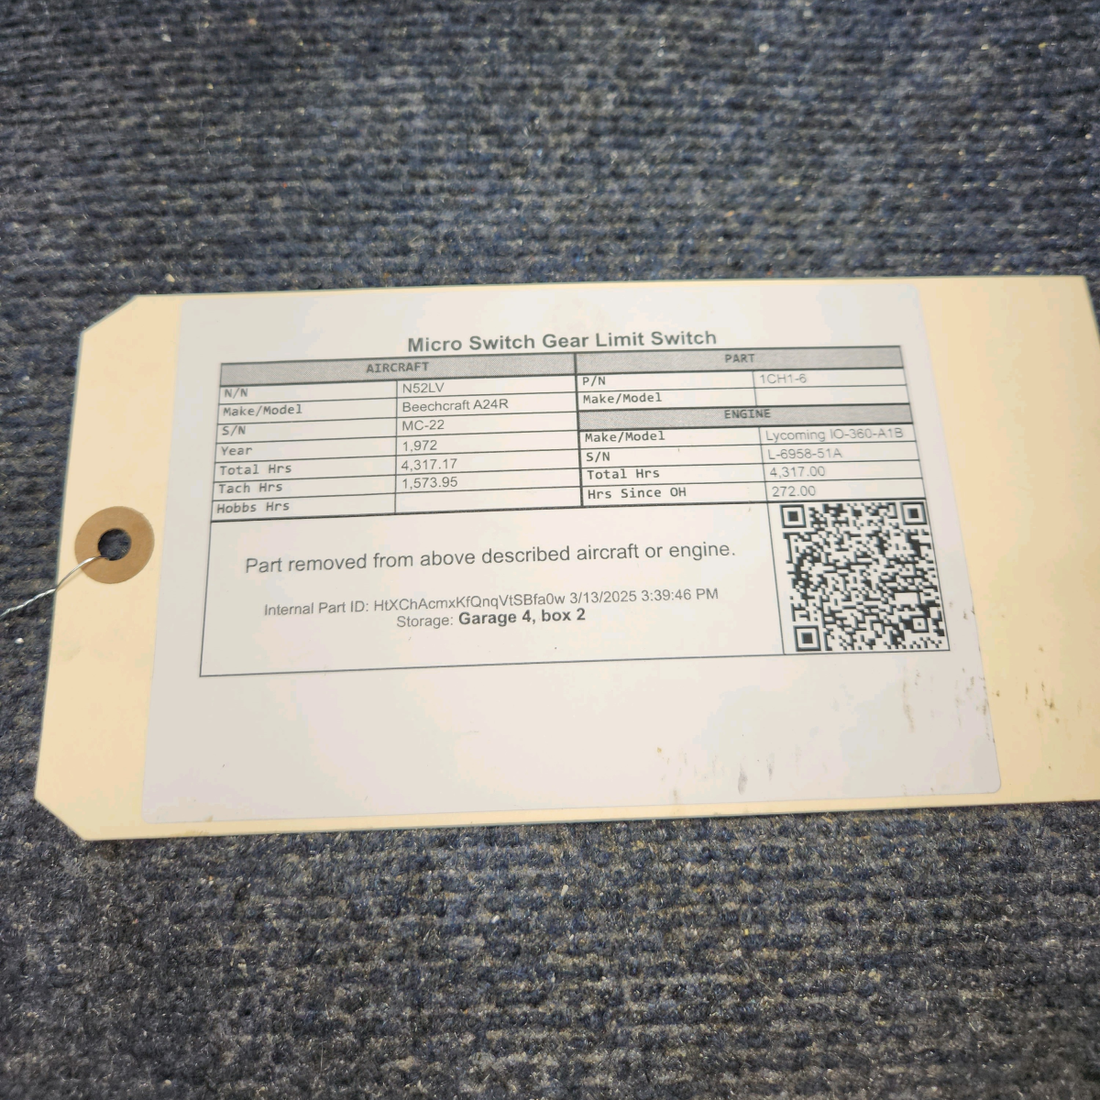 Micro Switch Gear Limit Switch
AIRCRAFT
N/N N52LV
Make/Model Beechcraft A24R
S/N MC-22
Year 1,972
Total Hrs 4,317.17
Tach Hrs 1,573.95
Hobbs Hrs
PART
P/N 1CH1-6
Make/Model
ENGINE
Make/Model Lycoming IO-360-A1B
S/N L-6958-51A
Total Hrs 4,317.00
Hrs Since OH 272.00
Part removed from above described aircraft or engine.
Internal Part ID: HtXChAcmxKfQnqVtSBfa0w 3/13/2025 3:39:46 PM
Storage: Garage 4, box 2